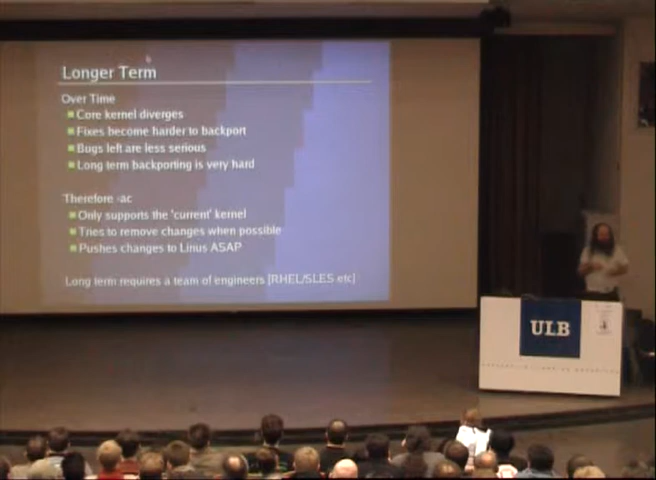 Longer Term
Over Time
Core kernel diverges
Fixes become harder to backport
Bugs left are less serious
Long term backporting is very hard
Therefore -ac
Only supports the 'current' kernel
Tries to remove changes when possible
Pushes changes to Linus ASAP
Long term requires a team of engineers [RHEL/SLES etc]
ULB